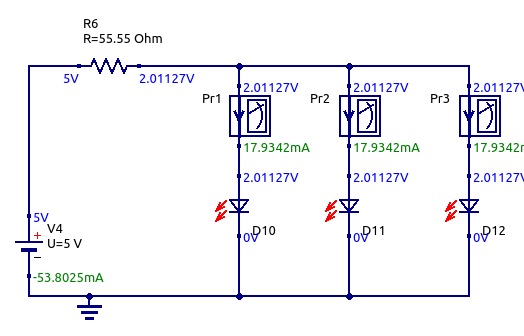 R6
R=55.55 Ohm
5V
2.01127V
2.01127V
2.01127V
2.01127V
Pr1
Pr2
Pr3
17.9342mA
17.9342mA
17.9342m
2.01127V
2.01127V
2.01127V
5V
V4
U=5 V
+
−
D10
D11
D12
0V
0V
0V
-53.8025mA